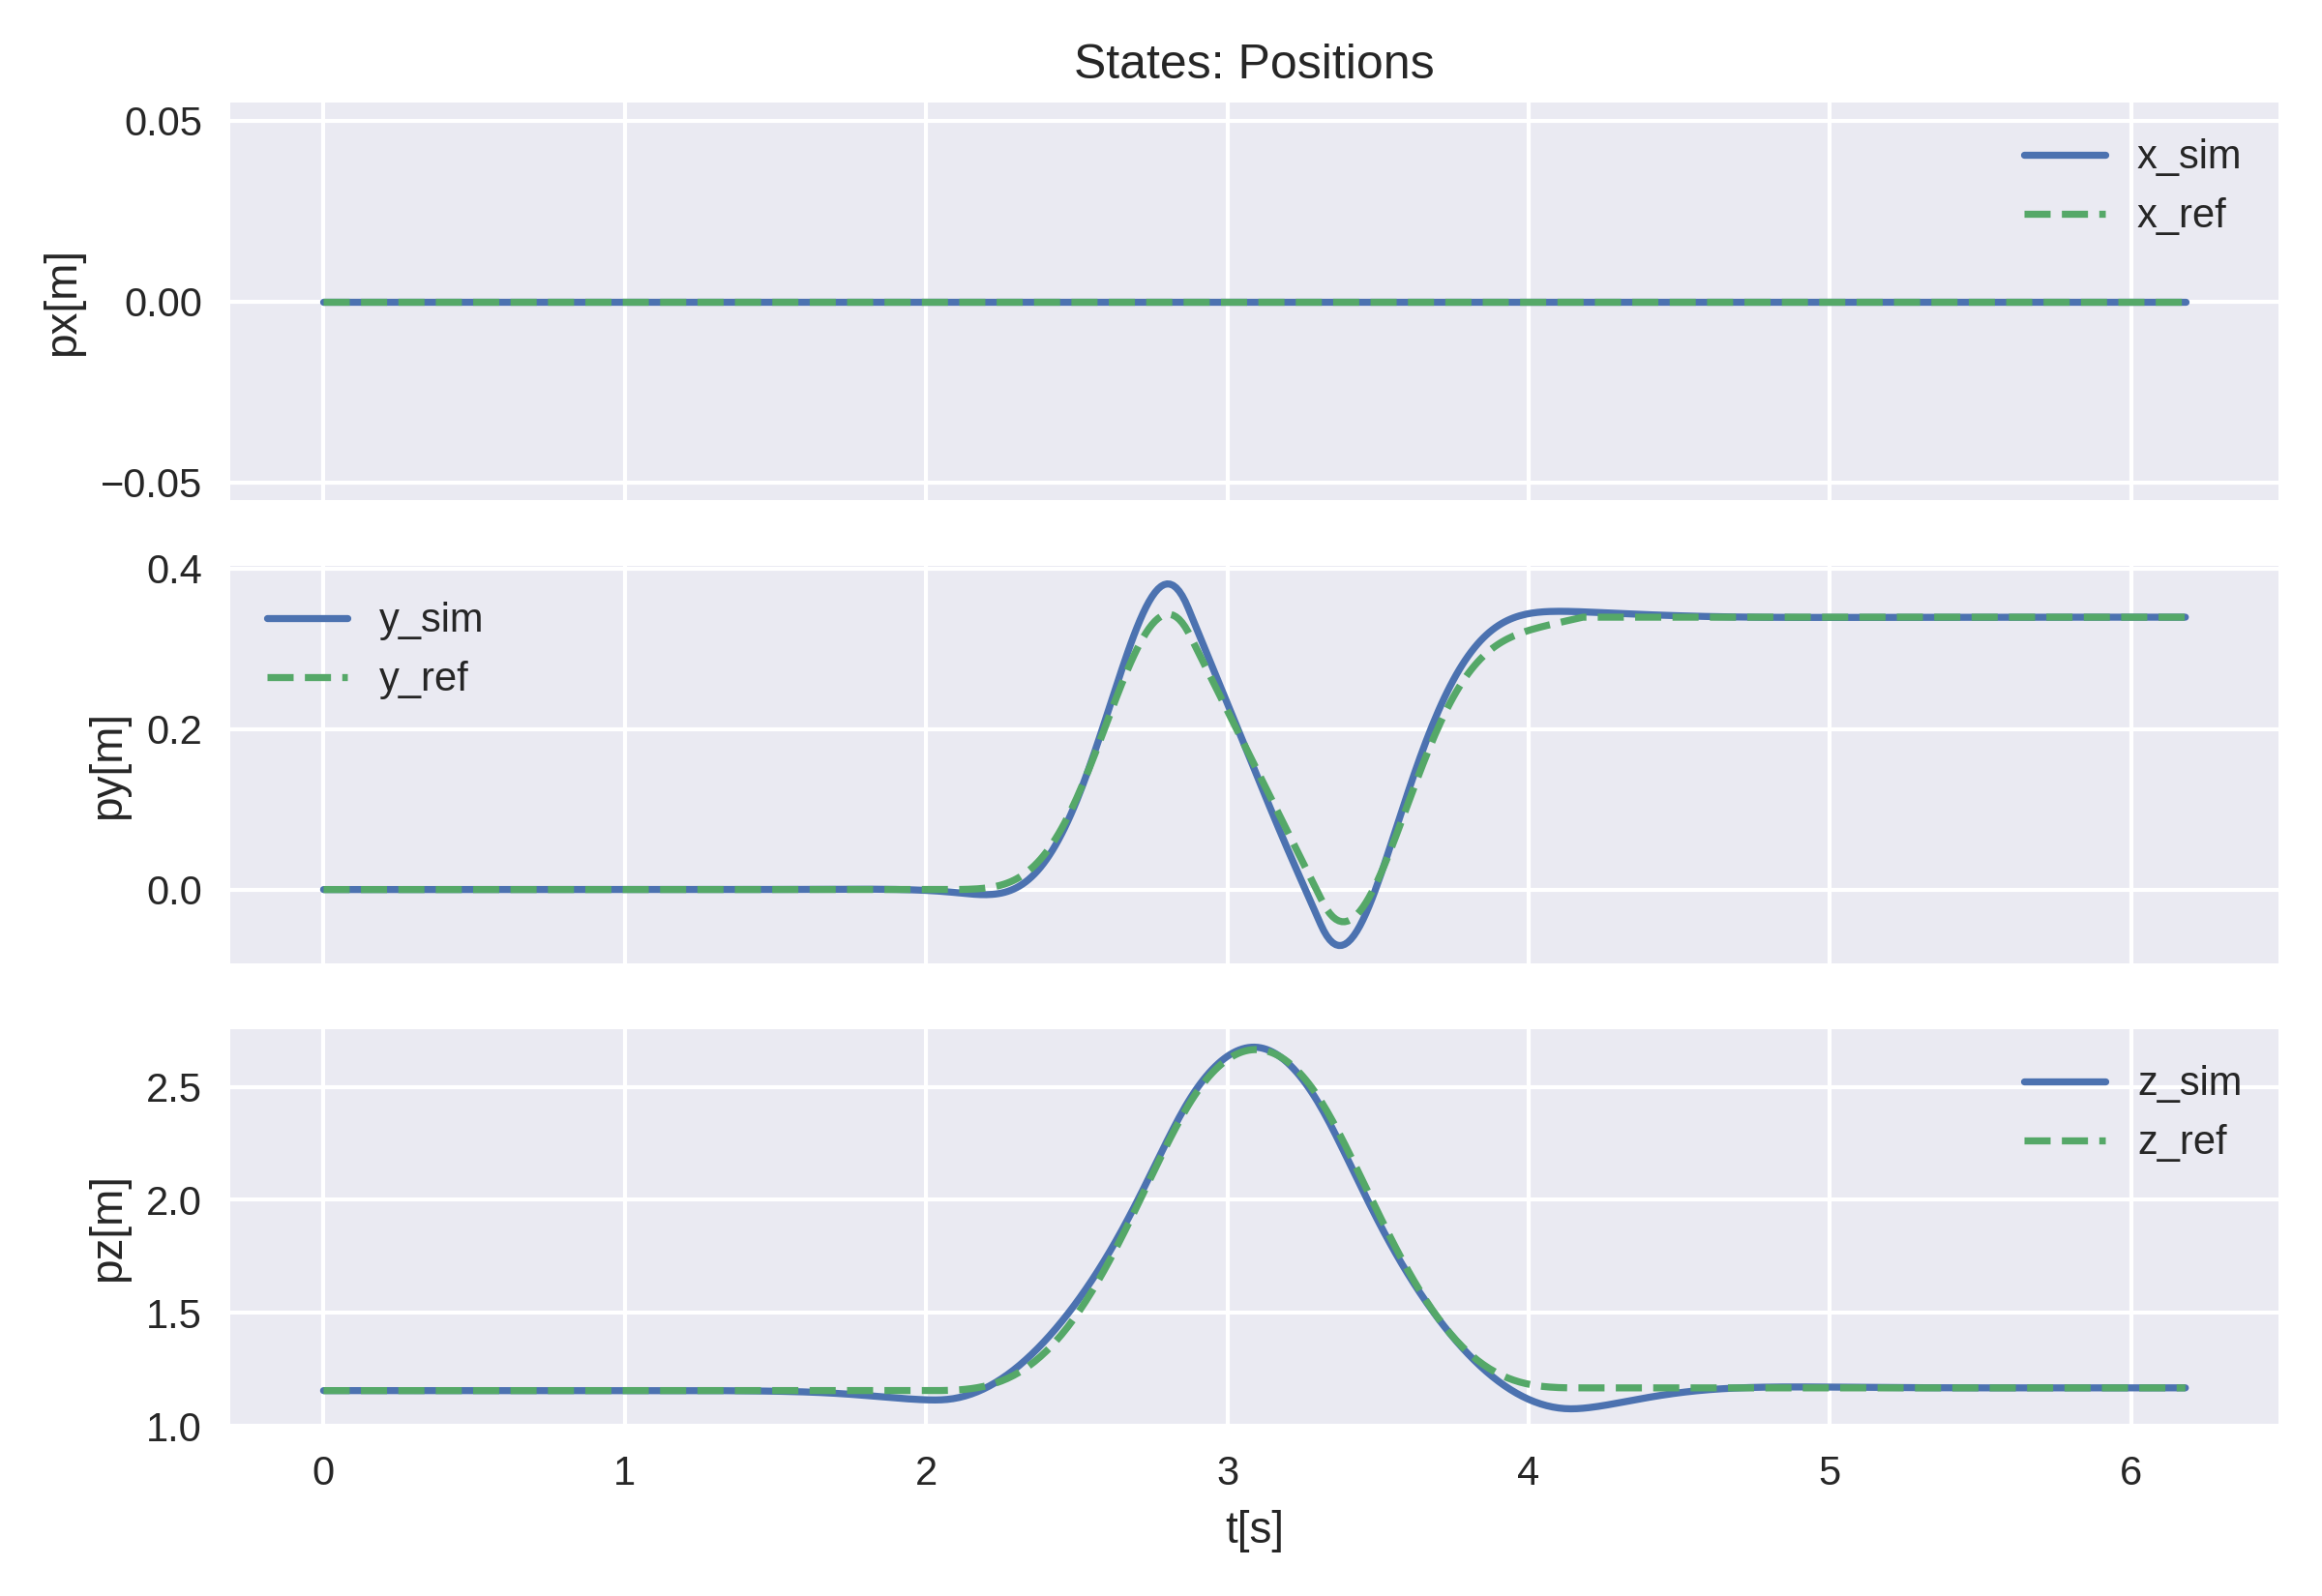 States: Positions
px[m]
0.05
0.00
−0.05
x_sim
x_ref
py[m]
0.4
0.2
0.0
y_sim
y_ref
pz[m]
2.5
2.0
1.5
1.0
z_sim
z_ref
0 1 2 3 4 5 6
t[s]